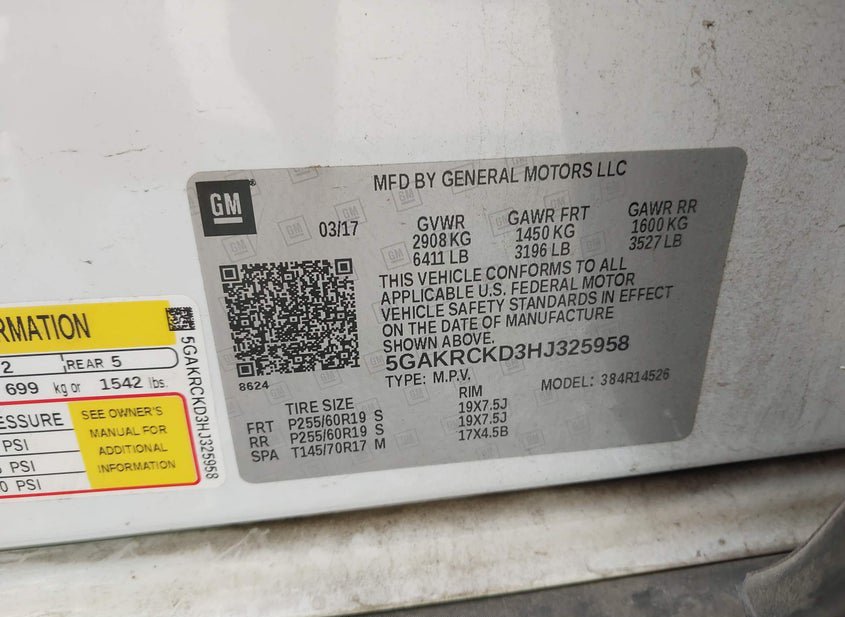 GM
MFD BY GENERAL MOTORS LLC
03/17
GVWR
2908 KG
6411 LB
GAWR FRT
1450 KG
3196 LB
GAWR RR
1600 KG
3527 LB
THIS VEHICLE CONFORMS TO ALL
APPLICABLE U.S. FEDERAL MOTOR
VEHICLE SAFETY STANDARDS IN EFFECT
ON THE DATE OF MANUFACTURE
SHOWN ABOVE.
5GAKRCKD3HJ325958
TYPE: M.P.V.
MODEL: 384R14526
8624
TIRE SIZE RIM
FRT P255/60R19 S 19X7.5J
RR P255/60R19 S 19X7.5J
SPA T145/70R17 M 17X4.5B
RMATION
2 REAR 5
699 kg or 1542 lbs.
ESSURE
PSI
PSI
0 PSI
SEE OWNER'S
MANUAL FOR
ADDITIONAL
INFORMATION
5GAKRCKD3HJ325958